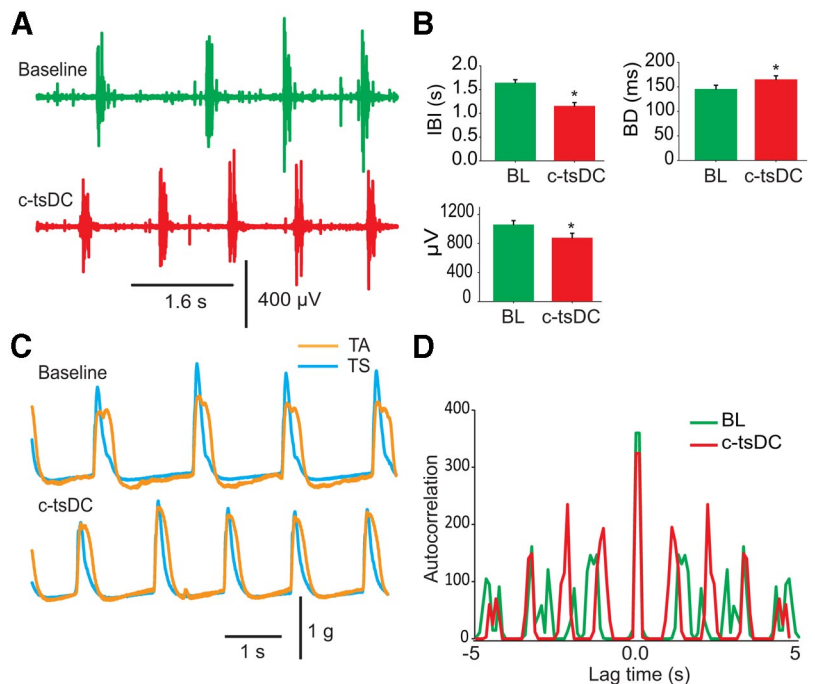 A
Baseline
c-tsDC
1.6 s
400 µV
B
IBI (s)
2.0
1.5
1.0
0.5
0.0
*
BL
c-tsDC
BD (ms)
200
150
100
50
0
*
BL
c-tsDC
µV
1200
800
400
0
*
BL
c-tsDC
C
TA
TS
Baseline
c-tsDC
1 s
1 g
D
Autocorrelation
400
300
200
100
0
BL
c-tsDC
-5
0.0
5
Lag time (s)